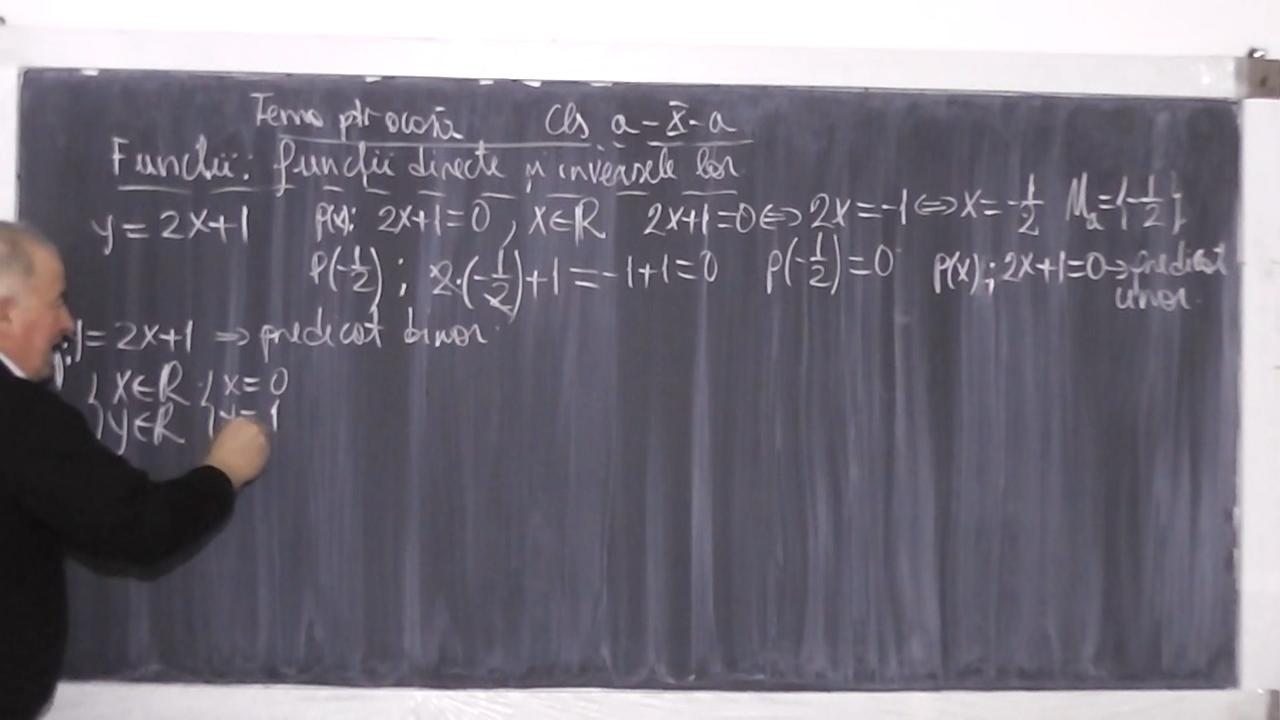 Tema ptr acasă cls a-X-a
Funcții: funcții directe și inversele lor
y=2x+1 p(x): 2x+1=0, x∈R 2x+1=0⇔2x=-1⇔x=-1/2 Mₐ={-1/2}
p(-1/2); 2·(-1/2)+1=-1+1=0 p(-1/2)=0 p(x); 2x+1=0→predicat
unar.
=2x+1 ⇒ predicat binar.
{x∈R; {x=0
{y∈R {y=1